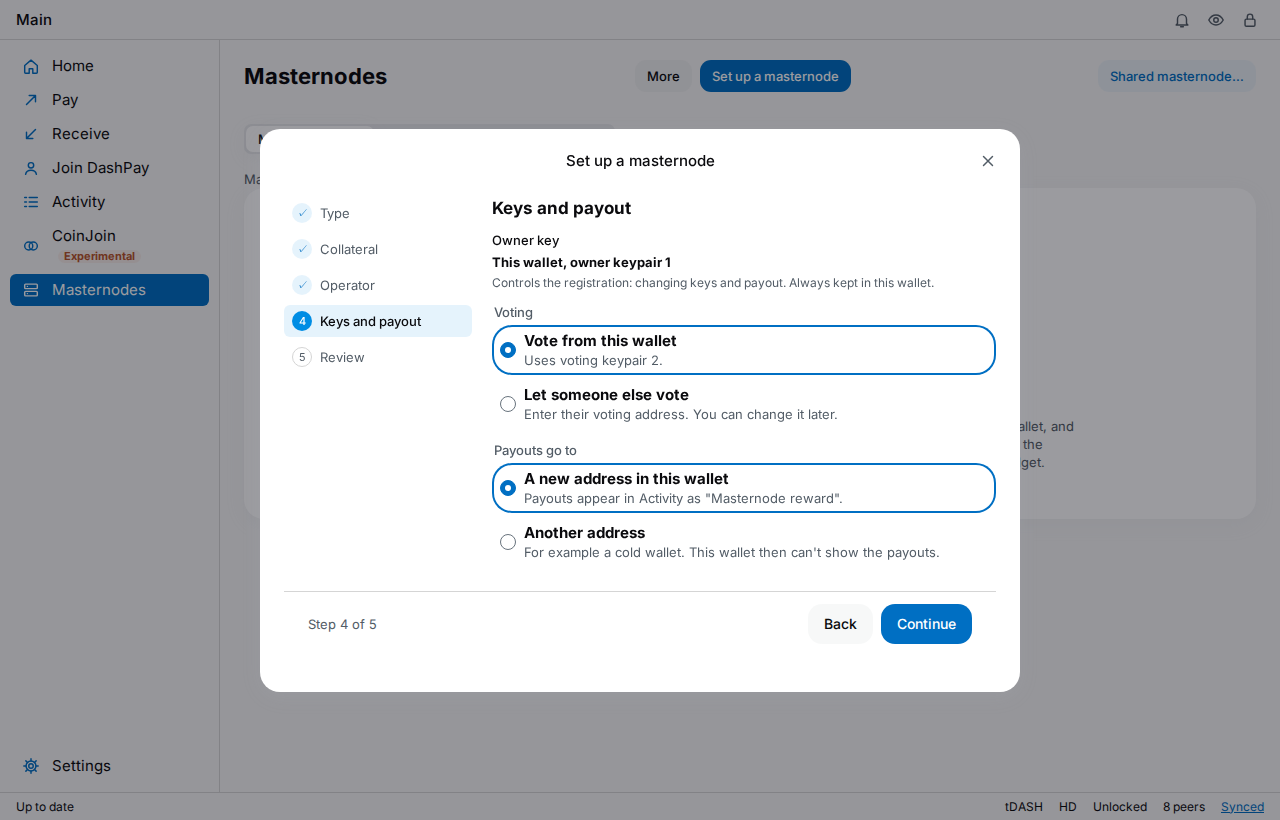 Main
Home
Pay
Receive
Join DashPay
Activity
CoinJoin
Experimental
Masternodes
Settings
Masternodes
More
Set up a masternode
Shared masternode...
Set up a masternode
✓ Type
✓ Collateral
✓ Operator
4 Keys and payout
5 Review
Keys and payout
Owner key
This wallet, owner keypair 1
Controls the registration: changing keys and payout. Always kept in this wallet.
Voting
Vote from this wallet
Uses voting keypair 2.
Let someone else vote
Enter their voting address. You can change it later.
Payouts go to
A new address in this wallet
Payouts appear in Activity as "Masternode reward".
Another address
For example a cold wallet. This wallet then can't show the payouts.
Step 4 of 5
Back
Continue
and
the
Up to date
tDASH
HD
Unlocked
8 peers
Synced